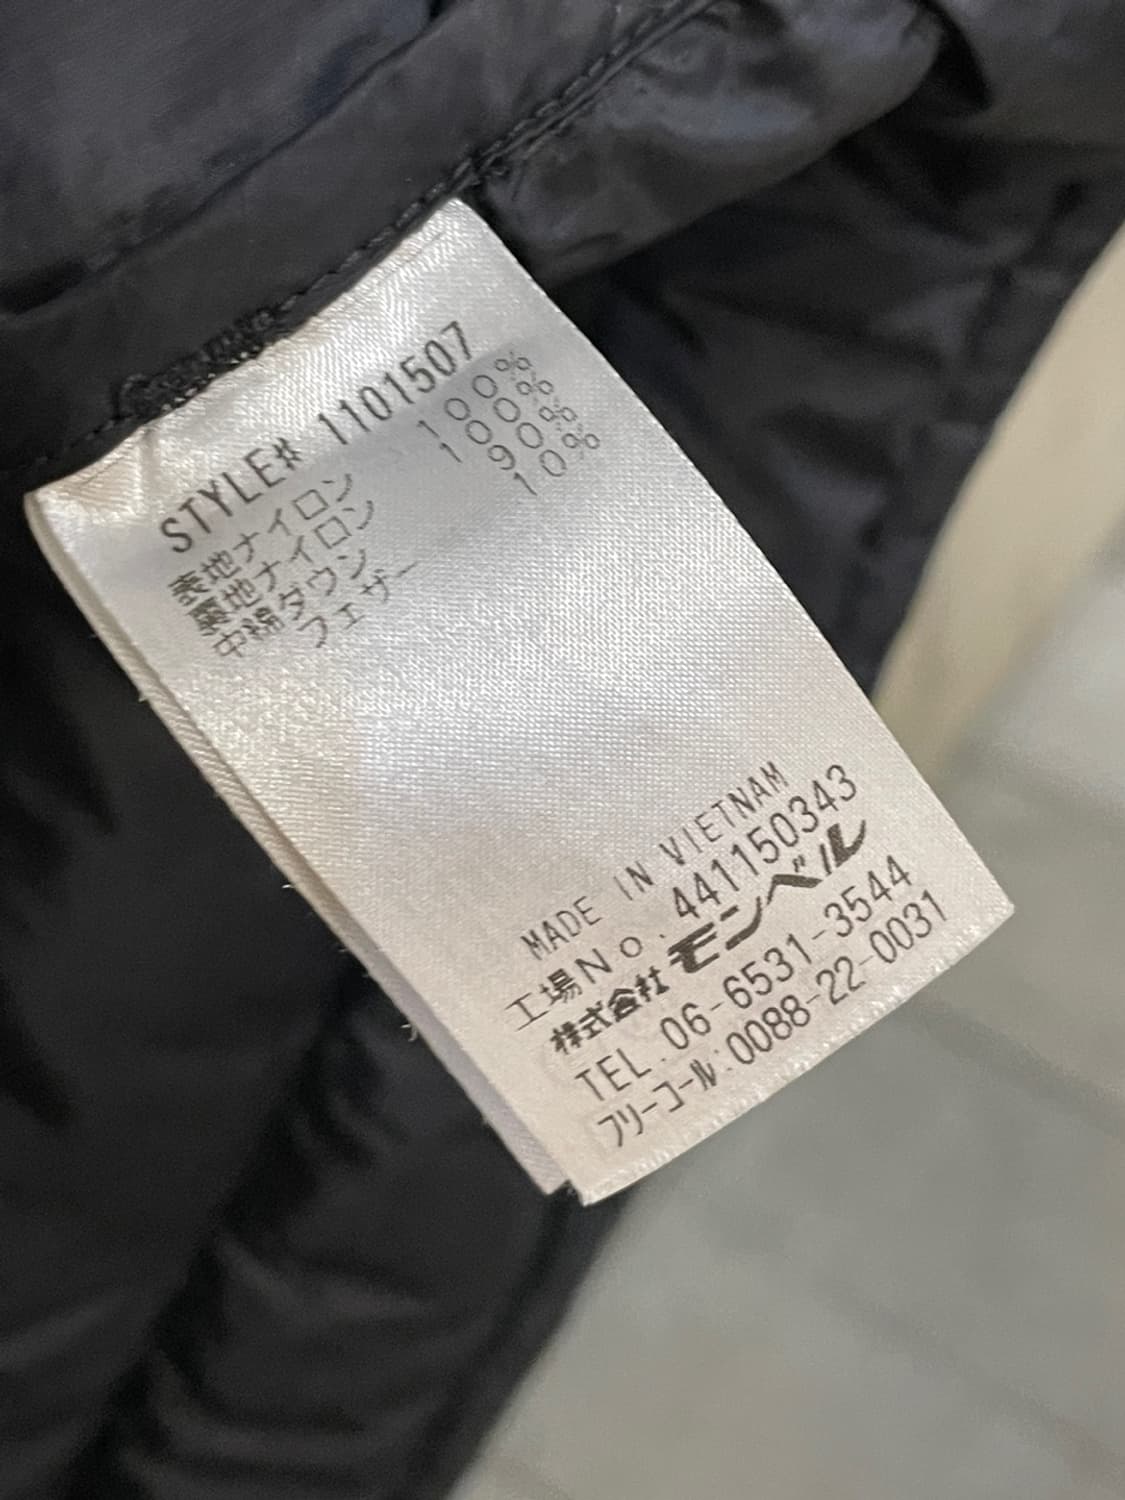 STYLE# 1101507
表地ナイロン 100%
裏地ナイロン 100%
中綿ダウン 90%
フェザー 10%
MADE IN VIETNAM
工場No. 441150343
株式会社モンベル
TEL.06-6531-3544
フリーコール:0088-22-0031